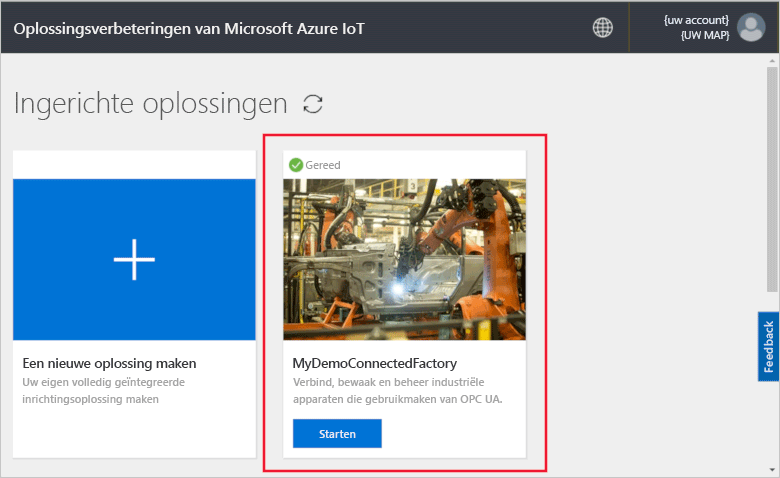 Oplossingsverbeteringen van Microsoft Azure IoT
{uw account}
{UW MAP}
Ingerichte oplossingen
Gereed
Een nieuwe oplossing maken
Uw eigen volledig geïntegreerde
inrichtingsoplossing maken
MyDemoConnectedFactory
Verbind, bewaak en beheer industriële
apparaten die gebruikmaken van OPC UA.
Starten
Feedback